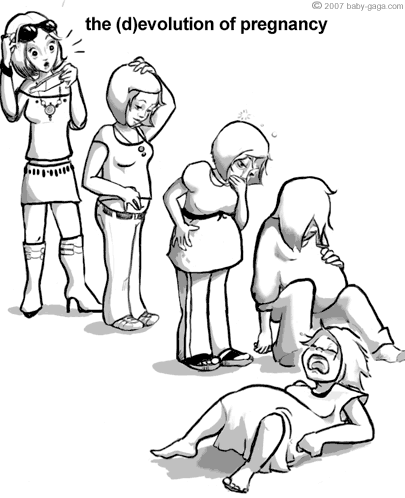 © 2007 baby-gaga.com
the (d)evolution of pregnancy